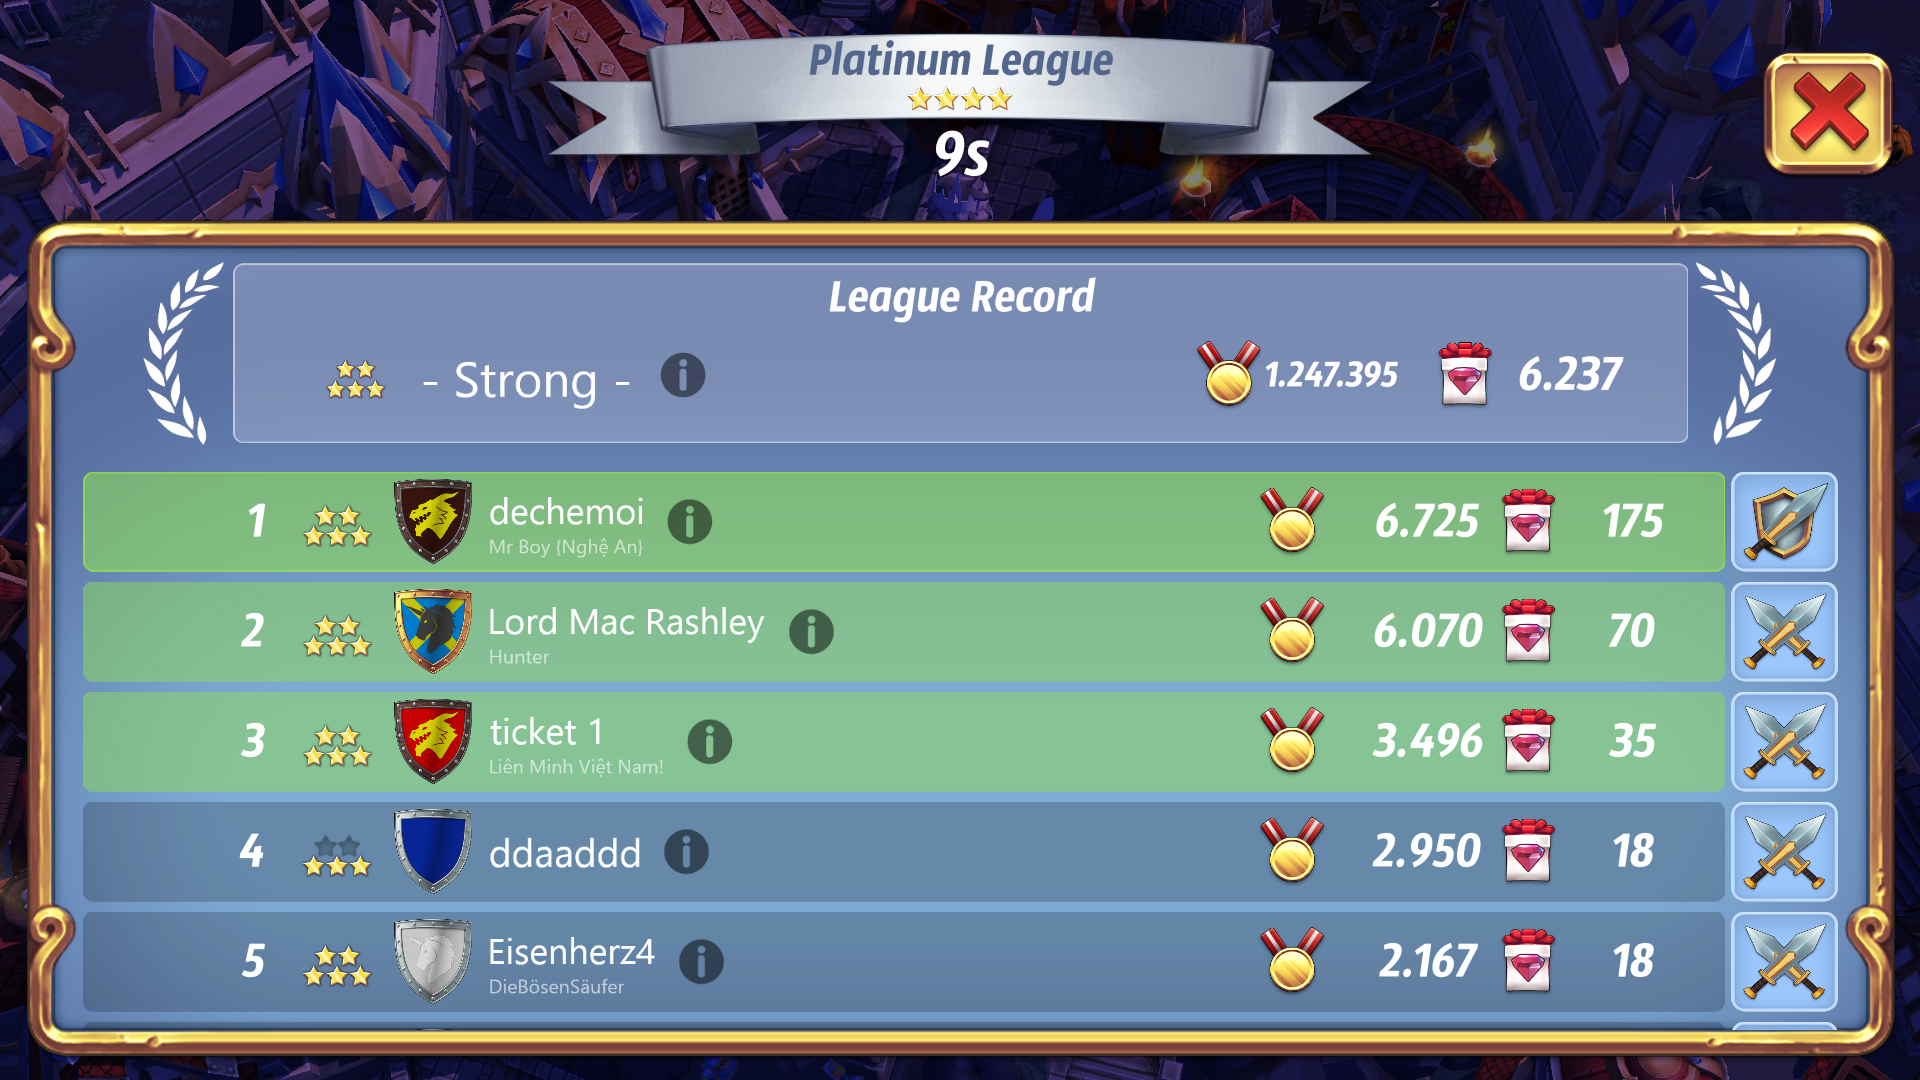 Platinum League
9s
League Record
- Strong -
1.247.395
6.237
1
dechemoi
Mr Boy {Nghệ An}
6.725
175
2
Lord Mac Rashley
Hunter
6.070
70
3
ticket 1
Liên Minh Việt Nam!
3.496
35
4
ddaaddd
2.950
18
5
Eisenherz4
DieBösenSäufer
2.167
18